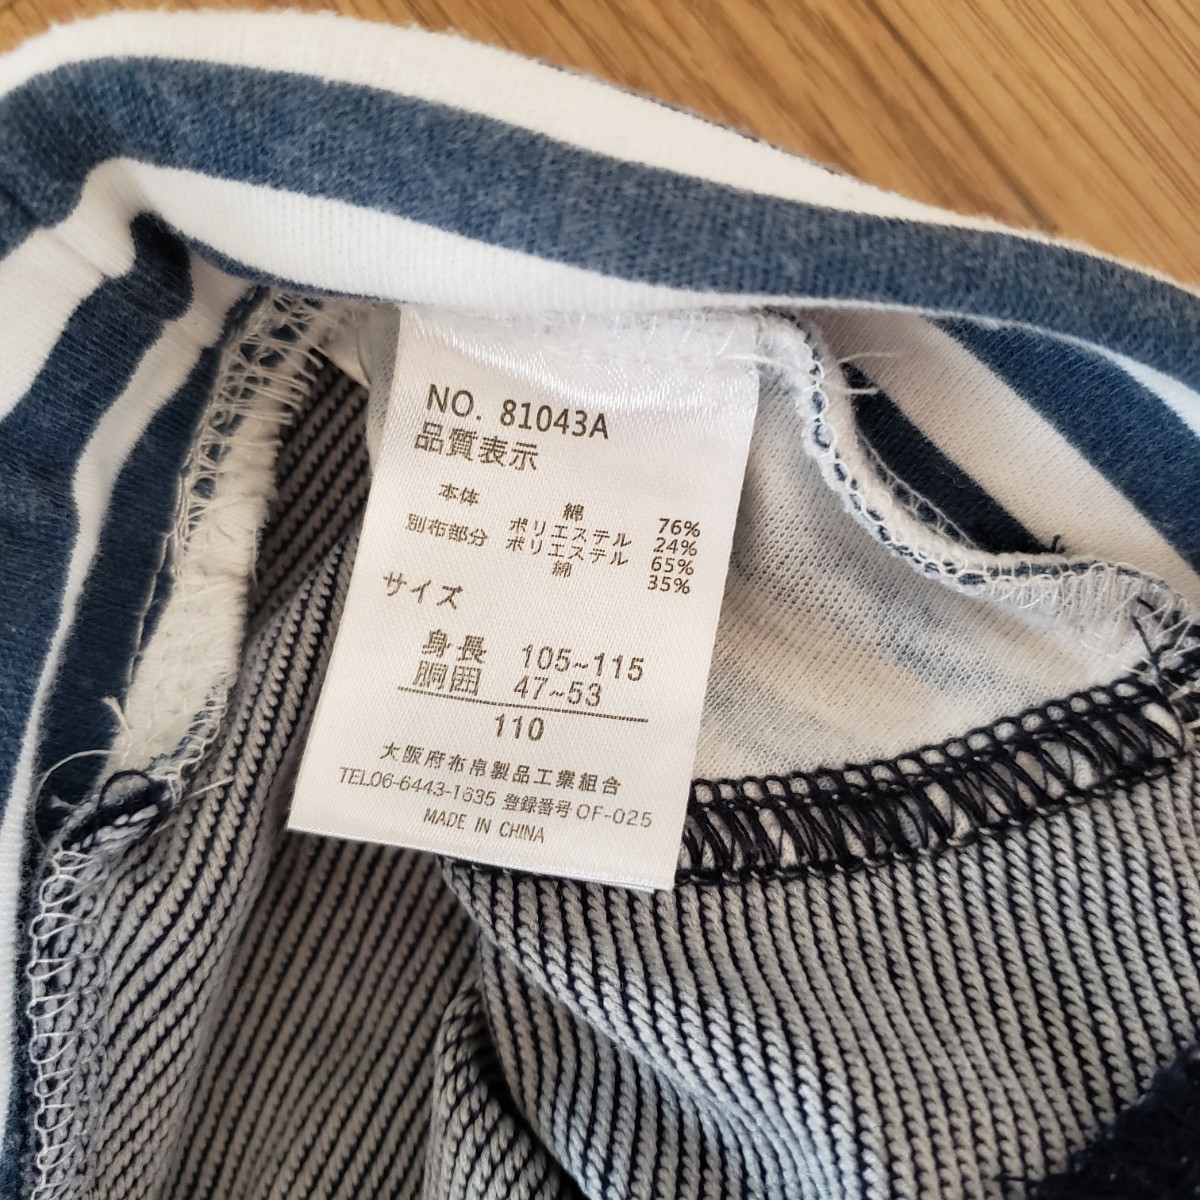 NO. 81043A
品質表示
本体 綿 76%
ポリエステル 24%
別布部分 ポリエステル 65%
綿 35%
サイズ
身長 105~115
胴囲 47~53
110
大阪府布帛製品工業組合
TEL06-6443-1635 登録番号OF-025
MADE IN CHINA